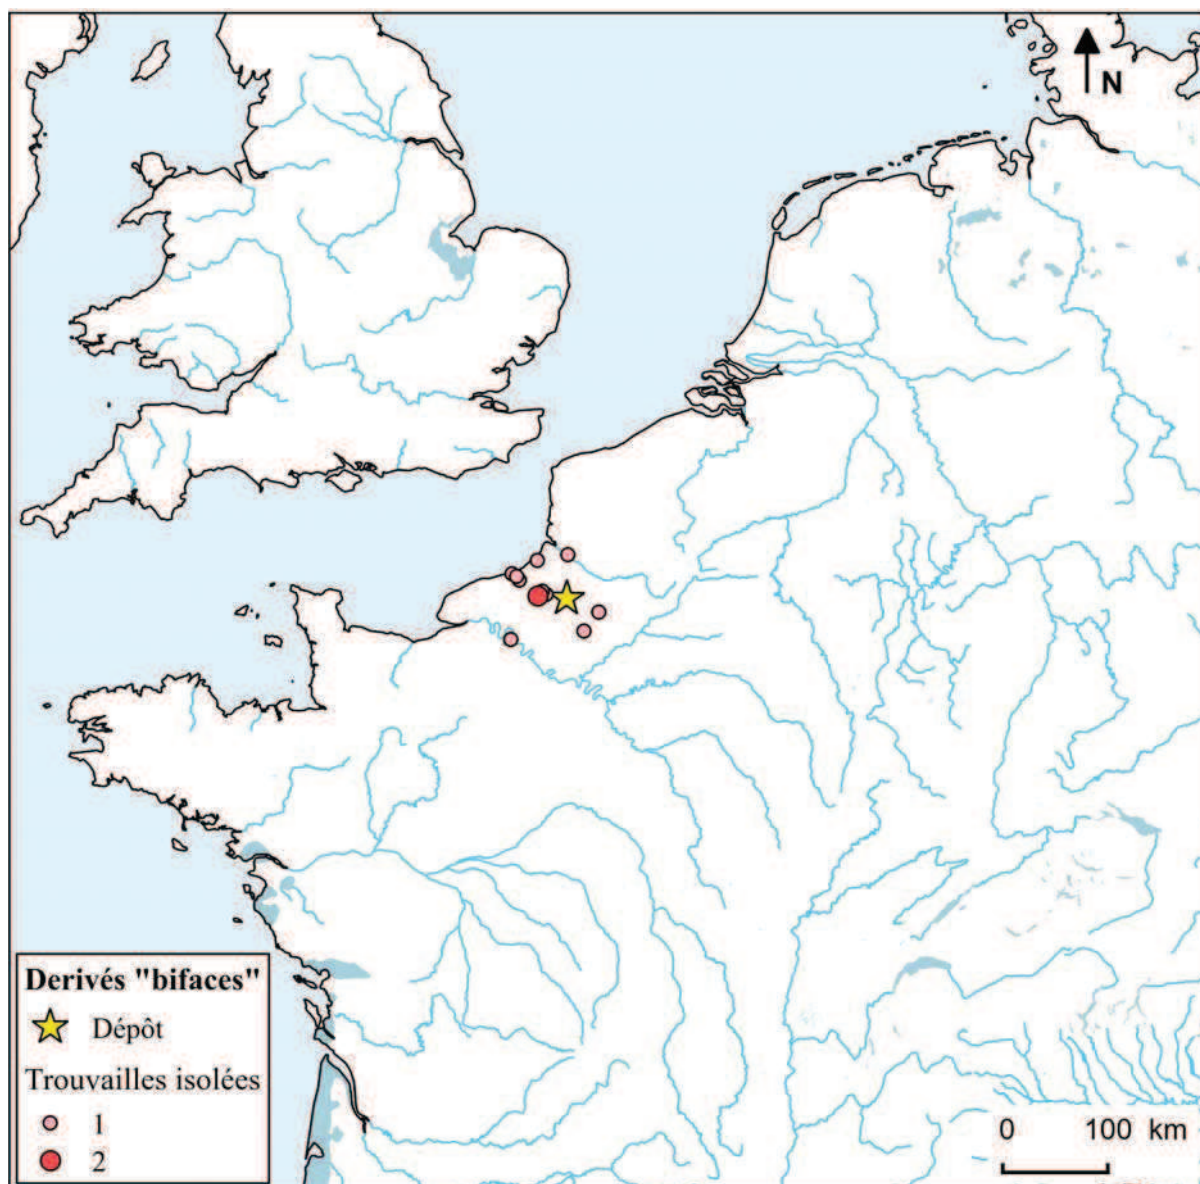 N
Derivés "bifaces"
Dépôt
Trouvailles isolées
1
2
0 100 km